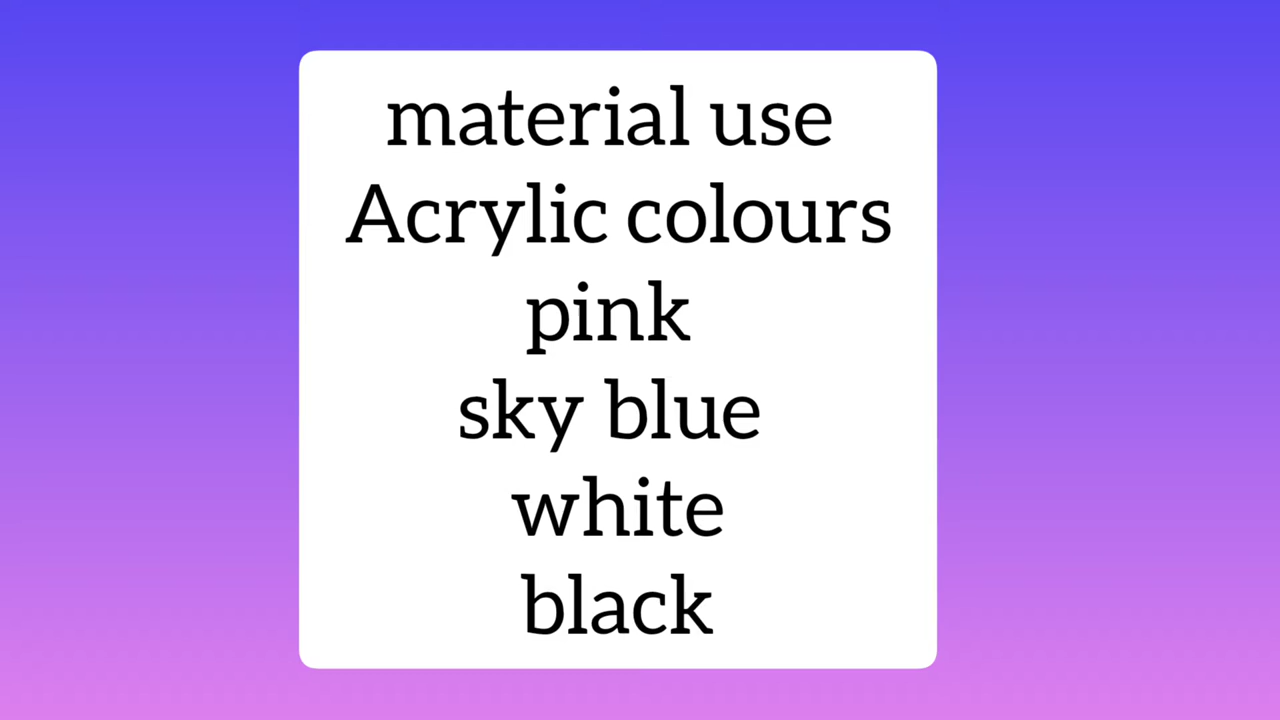 material use
Acrylic colours
pink
sky blue
white
black